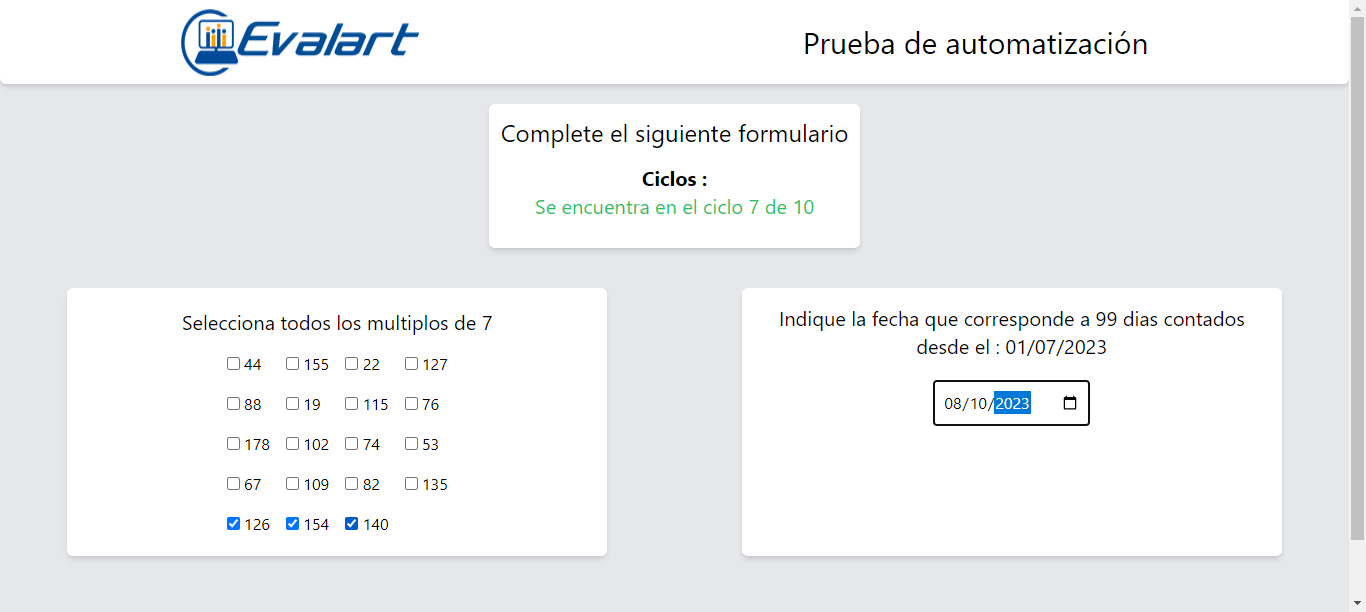 Evalart
Prueba de automatización
Complete el siguiente formulario
Ciclos :
Se encuentra en el ciclo 7 de 10
Selecciona todos los multiplos de 7
44 155 22 127
88 19 115 76
178 102 74 53
67 109 82 135
126 154 140
Indique la fecha que corresponde a 99 dias contados
desde el : 01/07/2023
08/10/2023